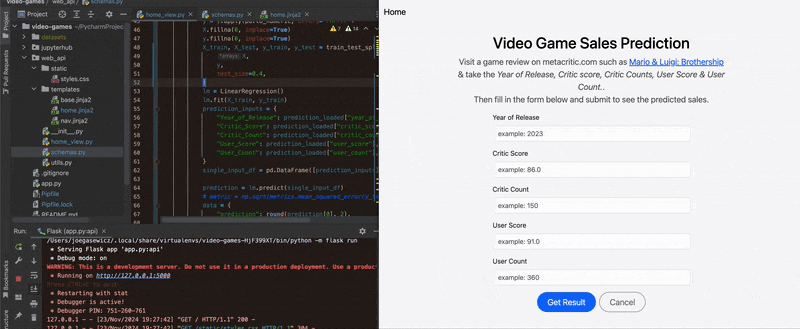 video-games
web_api
schemas.py
home_view.py
schemas.py
home.jinja2
Project
video-games ~/PycharmProject
datasets
jupyterhub
web_api
static
styles.css
templates
base.jinja2
home.jinja2
nav.jinja2
__init__.py
home_view.py
schemas.py
utils.py
.gitignore
app.py
Pipfile
Pipfile.lock
README.md
Pull Requests
Bookmarks
Structure
7 14
46 X.fillna(0, inplace=True)
47 y.fillna(0, inplace=True)
48 X_train, X_test, y_train, y_test = train_test_sp
49 *arrays: X,
50 y,
51 test_size=0.4,
52 )
53 lm = LinearRegression()
54 lm.fit(X_train, y_train)
55 prediction_inputs = {
56 "Year_of_Release": prediction_loaded["year_of
57 "Critic_Score": prediction_loaded["critic_sco
58 "Critic_Count": prediction_loaded["critic_cou
59 "User_Score": prediction_loaded["user_score"]
60 "User_Count": prediction_loaded["user_count"]
61 }
62 single_input_df = pd.DataFrame([prediction_input
63
64 prediction = lm.predict(single_input_df)
65
66 data = {
67 "prediction": round(prediction[0], 2),
Run: Flask (app.py:api)
/Users/joegasewicz/.local/share/virtualenvs/video-games-HjF399XT/bin/python -m flask run
* Serving Flask app 'app.py:api'
* Debug mode: on
WARNING: This is a development server. Do not use it in a production deployment. Use a produc
* Running on http://127.0.0.1:5000
Press CTRL+C to quit
* Restarting with stat
* Debugger is active!
* Debugger PIN: 751-260-761
127.0.0.1 - - [23/Nov/2024 19:27:42] "GET / HTTP/1.1" 200 -
127.0.0.1 - - [23/Nov/2024 19:27:42] "GET /static/styles.css HTTP/1.1" 304 -
Home
Video Game Sales Prediction
Visit a game review on metacritic.com such as Mario & Luigi: Brothership
& take the Year of Release, Critic score, Critic Counts, User Score & User
Count..
Then fill in the form below and submit to see the predicted sales.
Year of Release
example: 2023
Critic Score
example: 86.0
Critic Count
example: 150
User Score
example: 91.0
User Count
example: 360
Get Result
Cancel